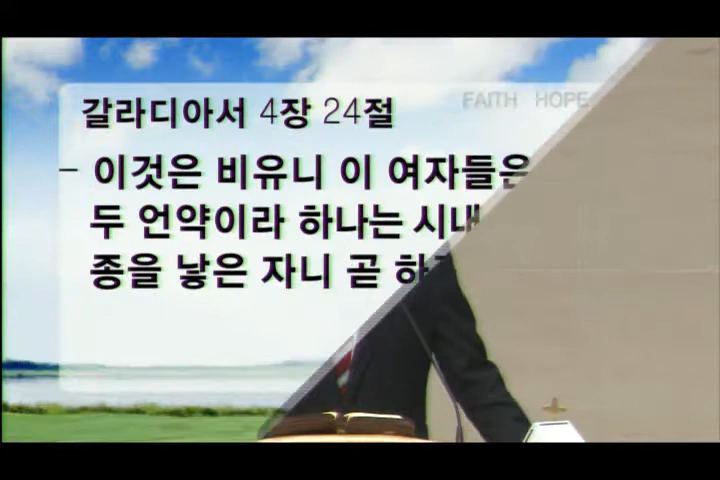 갈라디아서 4장 24절
FAITH HOPE
- 이것은 비유니 이 여자들은
두 언약이라 하나는
종을 낳은 자니 곧